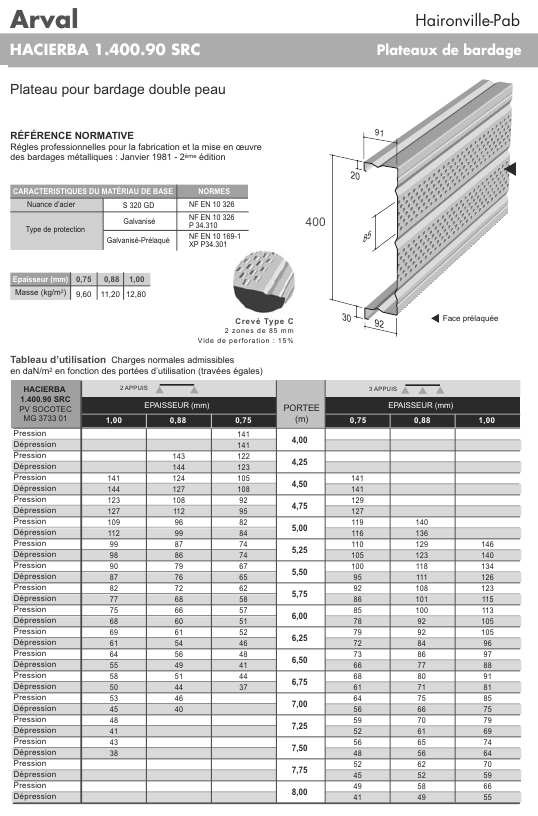 Arval
Hairornville-Pab
HACIERBA 1.400.90 SRC
Plateaux de bardage
Plateau pour bardage double peau
RÉFÉRENCE NORMATIVE
Régles professionnelles pour la fabrication et la mise en œuvre
des bardages métalliques : Janvier 1981 - 2ème édition
CARACTERISTIQUES DU MATÉRIAU DE BASE NORMES
Nuance d'acier S 320 GD NF EN 10 326
Type de protection Galvanisé NF EN 10 326
P 34.310
Galvanisé-Prélaqué NF EN 10 169-1
XP P34.301
Epaisseur (mm) 0,75 0,88 1,00
Masse (kg/m²) 9,60 11,20 12,80
91
20
400
85
30
92
Crevé Type C
2 zones de 85 mm
Vide de perforation : 15%
Face prélaquée
Tableau d'utilisation Charges normales admissibles
en daN/m² en fonction des portées d'utilisation (travées égales)
HACIERBA
1.400.90 SRC
PV SOCOTEC
MG 3733 01
2 APPUIS
3 APPUIS
EPAISSEUR (mm) PORTEE (m) EPAISSEUR (mm)
1,00 0,88 0,75 0,75 0,88 1,00
Pression 141
4,00
Dépression 141
Pression 143 122
4,25
Dépression 144 123
Pression 141 124 105 141
4,50
Dépression 144 127 108 141
Pression 123 108 92 129
4,75
Dépression 127 112 95 127
Pression 109 96 82 119 140
5,00
Dépression 112 99 84 116 136
Pression 99 87 74 110 129 146
5,25
Dépression 98 86 74 105 123 140
Pression 90 79 67 100 118 134
5,50
Dépression 87 76 65 95 111 126
Pression 82 72 62 92 108 123
5,75
Dépression 77 68 58 86 101 115
Pression 75 66 57 85 100 113
6,00
Dépression 68 60 51 78 92 105
Pression 69 61 52 79 92 105
6,25
Dépression 61 54 46 72 84 96
Pression 64 56 48 73 86 97
6,50
Dépression 55 49 41 66 77 88
Pression 58 51 44 68 80 91
6,75
Dépression 50 44 37 61 71 81
Pression 53 46 64 75 85
7,00
Dépression 45 40 56 66 75
Pression 48 59 70 79
7,25
Dépression 41 52 61 69
Pression 43 56 65 74
7,50
Dépression 38 48 56 64
Pression 52 62 70
7,75
Dépression 45 52 59
Pression 49 58 66
8,00
Dépression 41 49 55